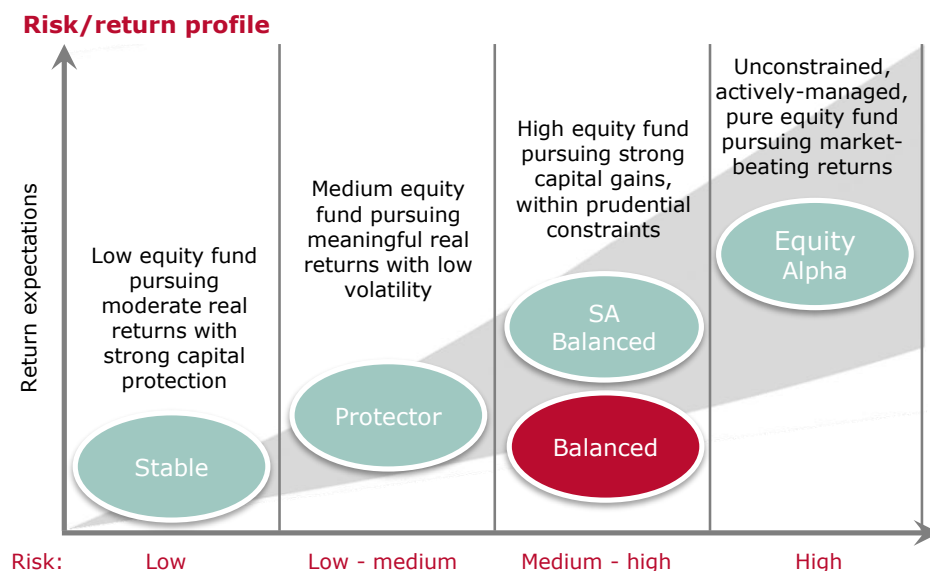 Risk/return profile
Return expectations
Low equity fund
pursuing
moderate real
returns with
strong capital
protection
Stable
Medium equity
fund pursuing
meaningful real
returns with low
volatility
Protector
High equity fund
pursuing strong
capital gains,
within prudential
constraints
SA
Balanced
Balanced
Unconstrained,
actively-managed,
pure equity fund
pursuing market-
beating returns
Equity
Alpha
Risk:
Low
Low - medium
Medium - high
High